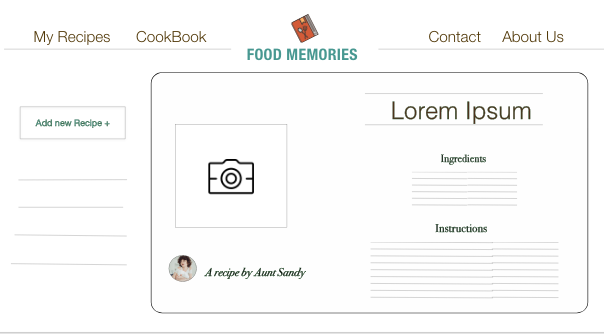 My Recipes
CookBook
FOOD MEMORIES
Contact
About Us
Add new Recipe +
Lorem Ipsum
Ingredients
Instructions
A recipe by Aunt Sandy